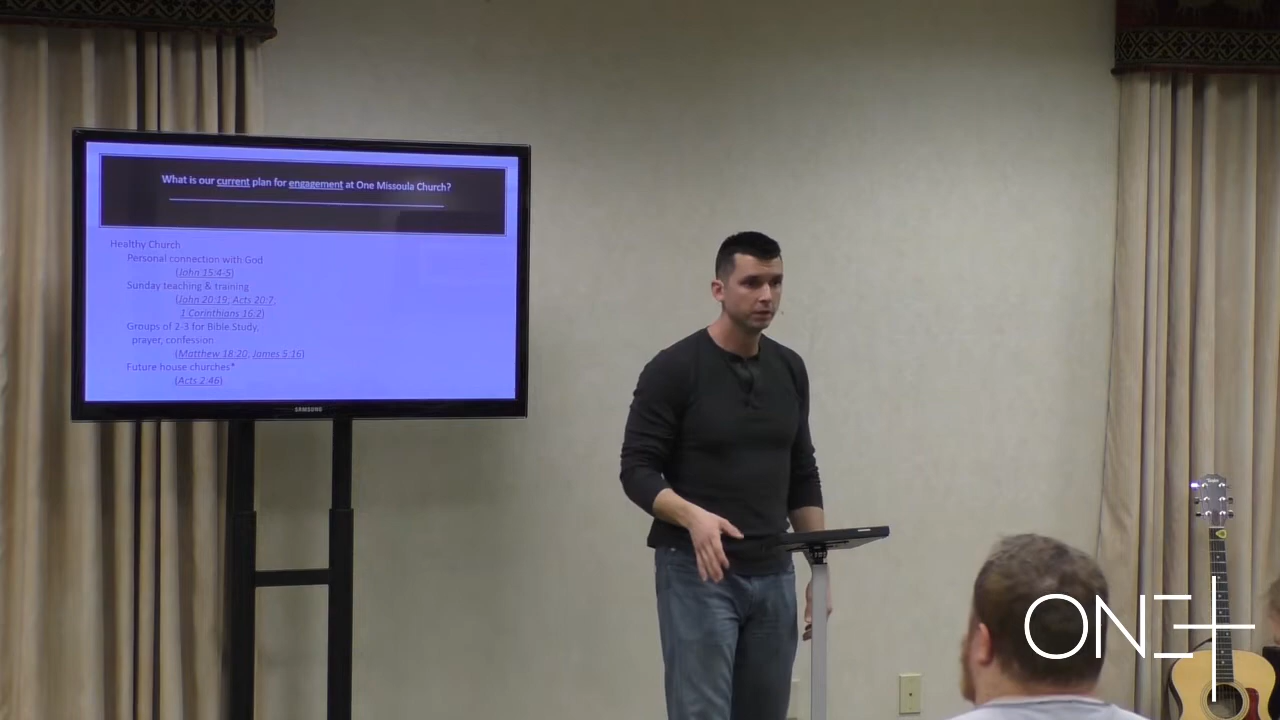 What is our current plan for engagement at One Missoula Church?
Healthy Church
Personal connection with God
(John 15:4-5)
Sunday teaching & training
(John 20:19; Acts 20:7,
1 Corinthians 16:2)
Groups of 2-3 for Bible Study,
prayer, confession
(Matthew 18:20, James 5:16)
Future house churches*
(Acts 2:46)
SAMSUNG
Taylor
ONE